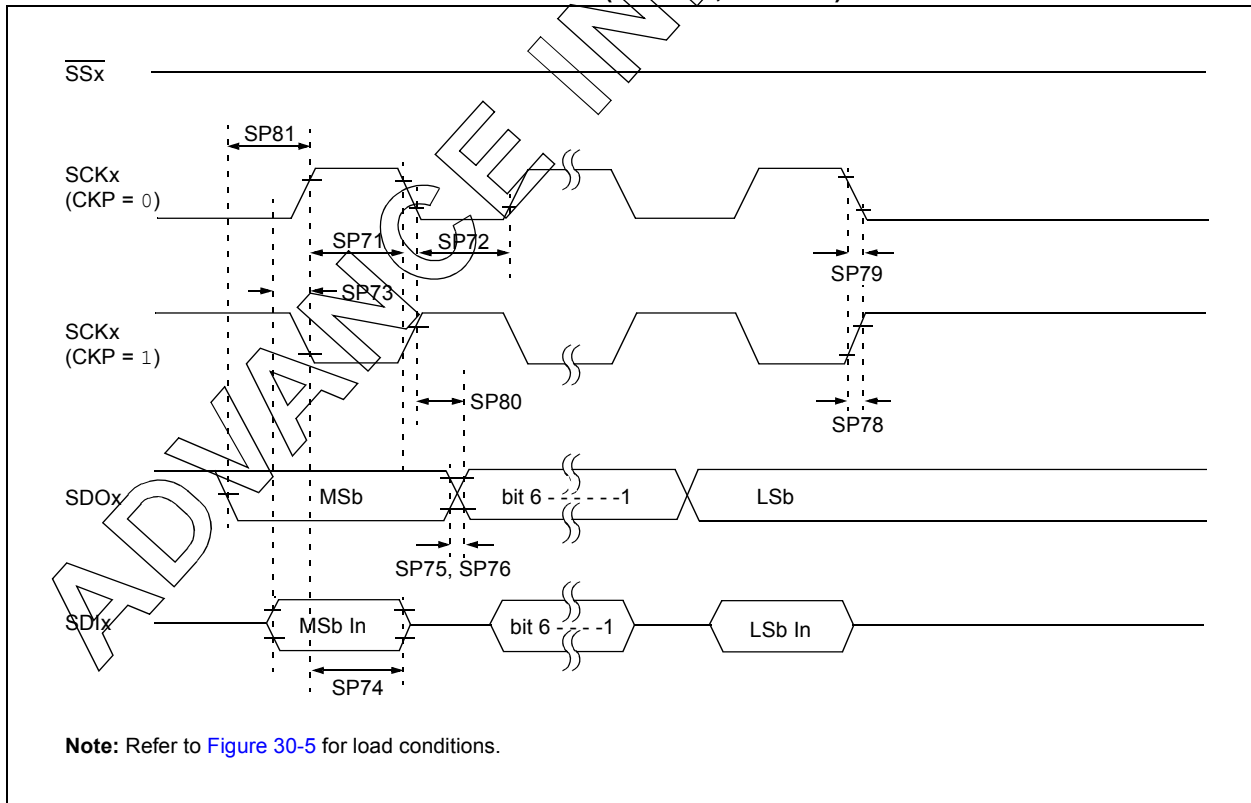 SSx
SP81
SCKx
(CKP = 0)
SP71
SP72
SP79
SP73
SCKx
(CKP = 1)
SP80
SP78
SDOx
MSb
bit 6 - - - - - -1
LSb
SP75, SP76
SDIx
MSb In
bit 6 - - - - -1
LSb In
SP74
Note: Refer to Figure 30-5 for load conditions.